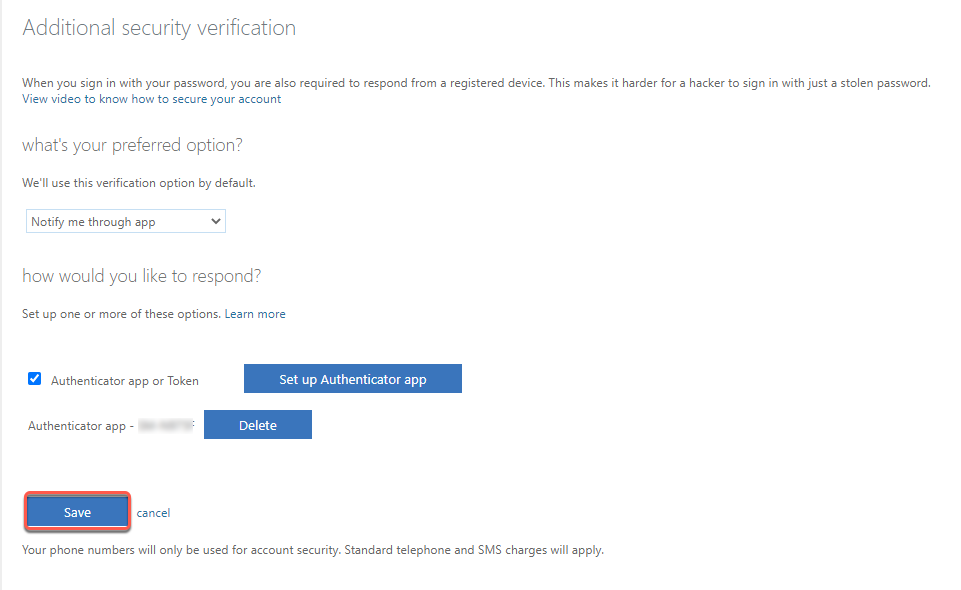 Additional security verification
When you sign in with your password, you are also required to respond from a registered device. This makes it harder for a hacker to sign in with just a stolen password.
View video to know how to secure your account
what's your preferred option?
We'll use this verification option by default.
Notify me through app
how would you like to respond?
Set up one or more of these options. Learn more
Authenticator app or Token Set up Authenticator app
Authenticator app - Delete
Save cancel
Your phone numbers will only be used for account security. Standard telephone and SMS charges will apply.